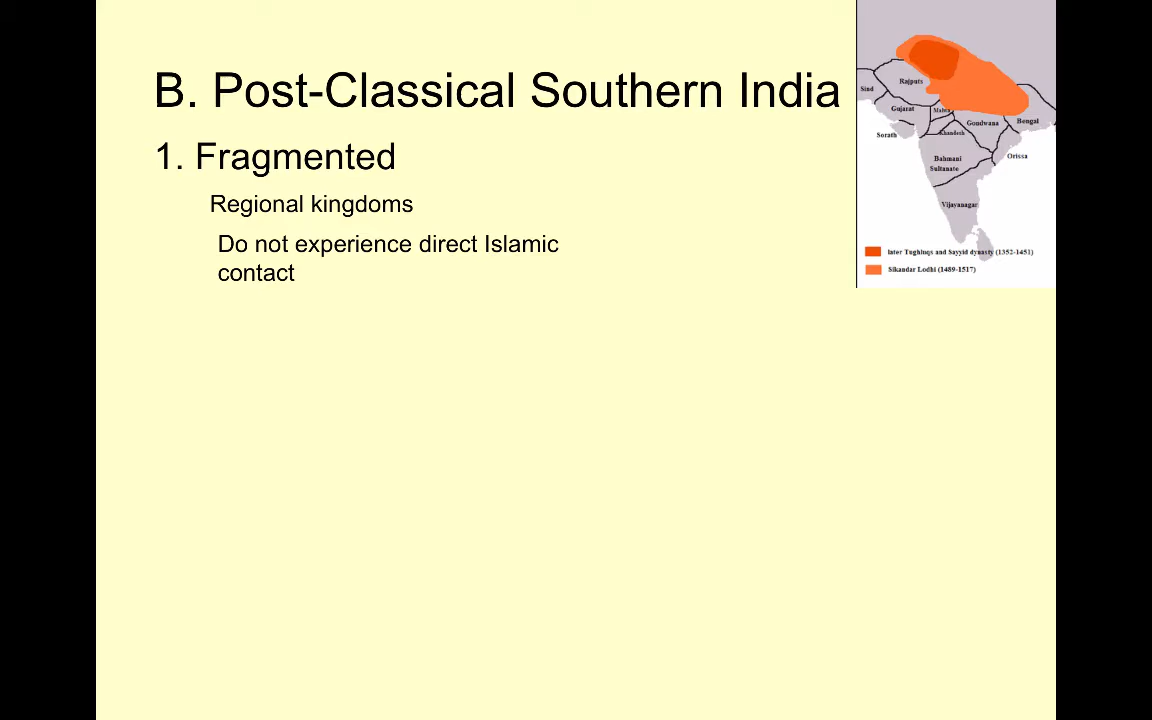 B. Post-Classical Southern India
1. Fragmented
Regional kingdoms
Do not experience direct Islamic
contact
Rajputs
Sind
Gujarat
Malwa
Gondwana
Bengal
Sorath
Khandesh
Orissa
Bahmani
Sultanate
Vijayanagar
later Tughluqs and Sayyid dynasty (1352-1451)
Sikandar Lodhi (1489-1517)